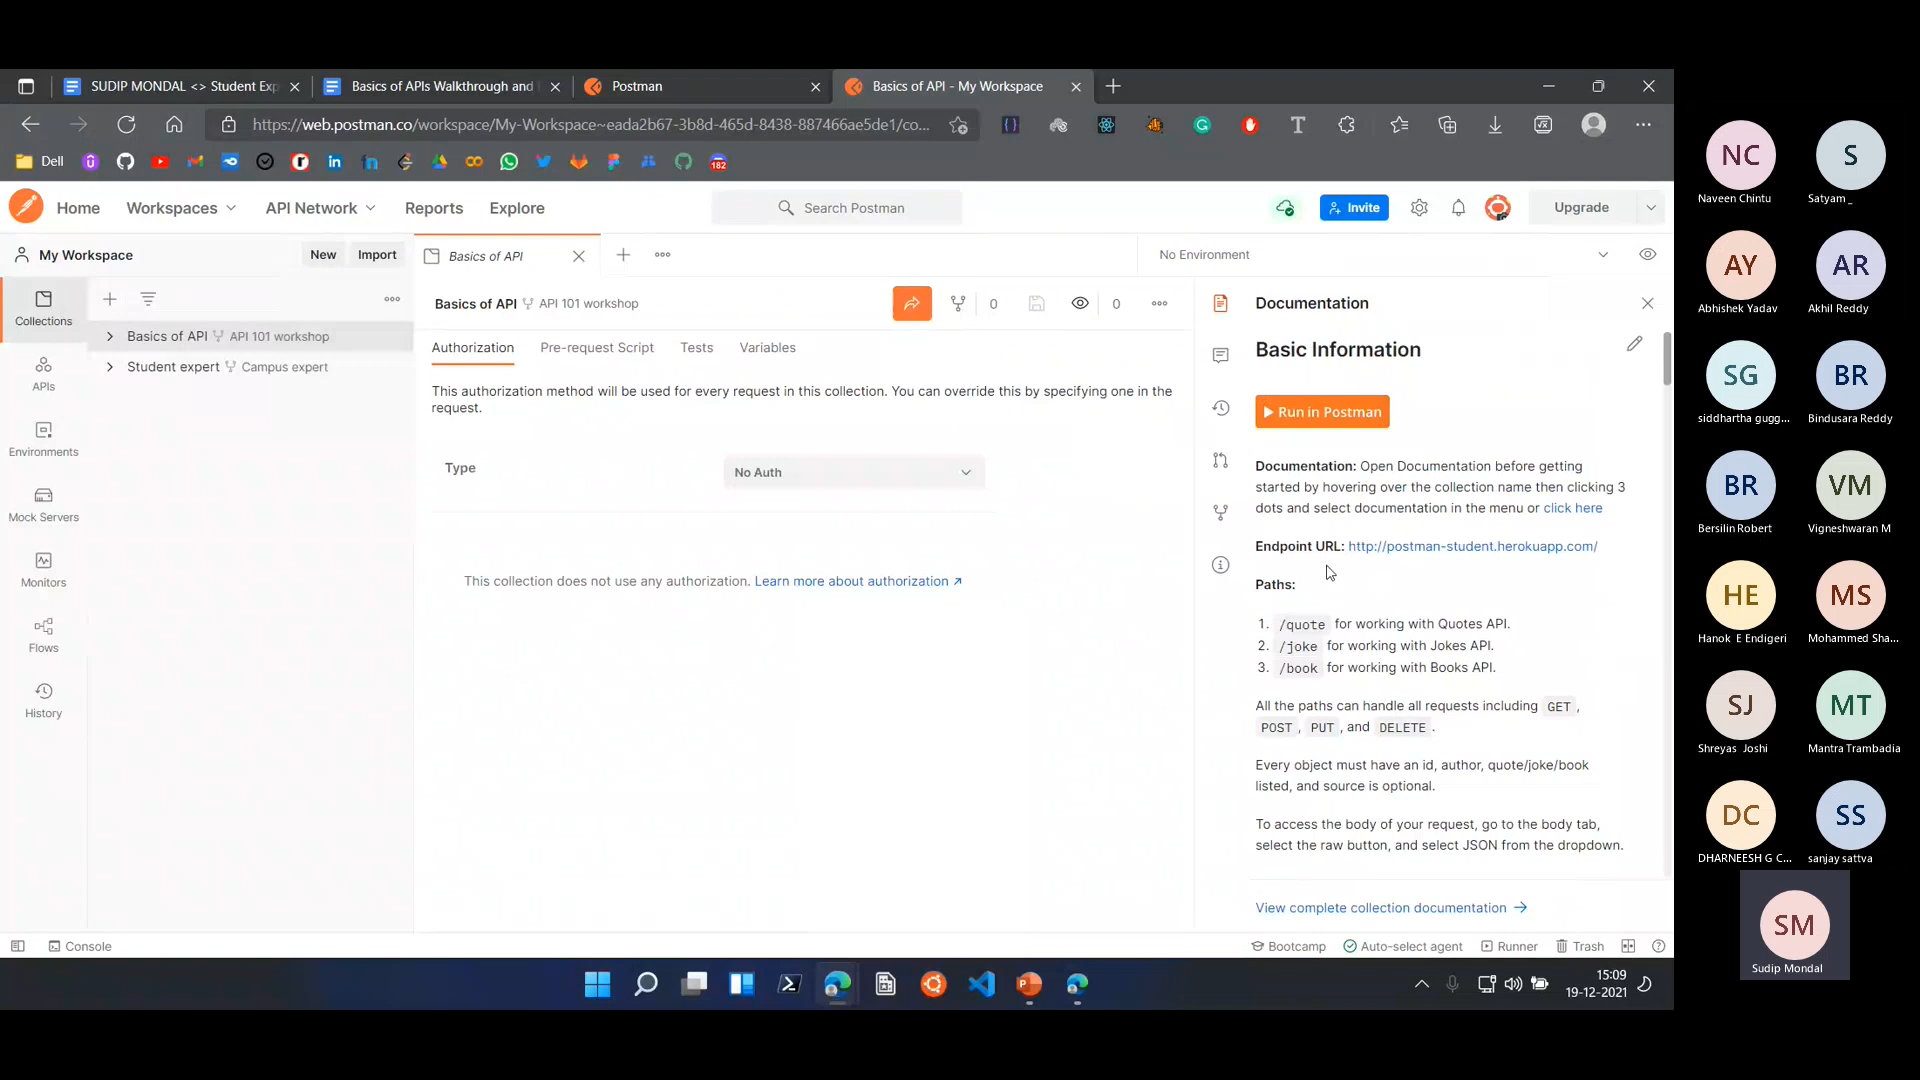 SUDIP MONDAL <> Student Exp
Basics of APIs Walkthrough and
Postman
Basics of API - My Workspace
https://web.postman.co/workspace/My-Workspace~eada2b67-3b8d-465d-8438-887466ae5de1/co...
Dell
182
Home
Workspaces
API Network
Reports
Explore
Search Postman
Invite
Upgrade
My Workspace
New
Import
Basics of API
No Environment
Collections
APIs
Environments
Mock Servers
Monitors
Flows
History
Basics of API API 101 workshop
Student expert Campus expert
Basics of API API 101 workshop
0
0
Authorization
Pre-request Script
Tests
Variables
This authorization method will be used for every request in this collection. You can override this by specifying one in the
request.
Type
No Auth
This collection does not use any authorization. Learn more about authorization
Documentation
Basic Information
Run in Postman
Documentation: Open Documentation before getting
started by hovering over the collection name then clicking 3
dots and select documentation in the menu or click here
Endpoint URL: http://postman-student.herokuapp.com/
Paths:
1. /quote for working with Quotes API.
2. /joke for working with Jokes API.
3. /book for working with Books API.
All the paths can handle all requests including GET ,
POST , PUT , and DELETE .
Every object must have an id, author, quote/joke/book
listed, and source is optional.
To access the body of your request, go to the body tab,
select the raw button, and select JSON from the dropdown.
View complete collection documentation
Console
Bootcamp
Auto-select agent
Runner
Trash
15:09
19-12-2021
NC
Naveen Chintu
S
Satyam _
AY
Abhishek Yadav
AR
Akhil Reddy
SG
siddhartha gugg...
BR
Bindusara Reddy
BR
Bersilin Robert
VM
Vigneshwaran M
HE
Hanok E Endigeri
MS
Mohammed Sha...
SJ
Shreyas Joshi
MT
Mantra Trambadia
DC
DHARNEESH G C...
SS
sanjay sattva
SM
Sudip Mondal